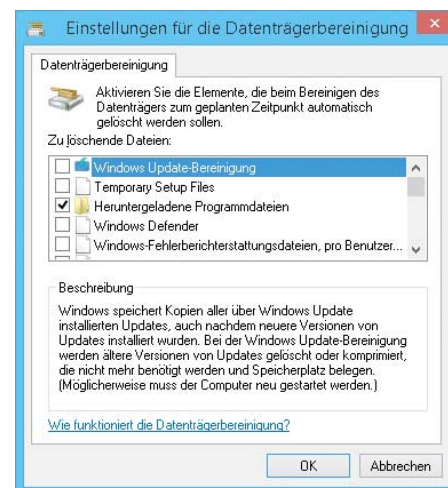 Einstellungen für die Datenträgerbereinigung
Datenträgerbereinigung
Aktivieren Sie die Elemente, die beim Bereinigen des
Datenträgers zum geplanten Zeitpunkt automatisch
gelöscht werden sollen.
Zu löschende Dateien:
Windows Update-Bereinigung
Temporary Setup Files
Heruntergeladene Programmdateien
Windows Defender
Windows-Fehlerberichterstattungsdateien, pro Benutzer...
Beschreibung
Windows speichert Kopien aller über Windows Update
installierten Updates, auch nachdem neuere Versionen von
Updates installiert wurden. Bei der Windows Update-Bereinigung
werden ältere Versionen von Updates gelöscht oder komprimiert,
die nicht mehr benötigt werden und Speicherplatz belegen.
(Möglicherweise muss der Computer neu gestartet werden.)
Wie funktioniert die Datenträgerbereinigung?
OK
Abbrechen